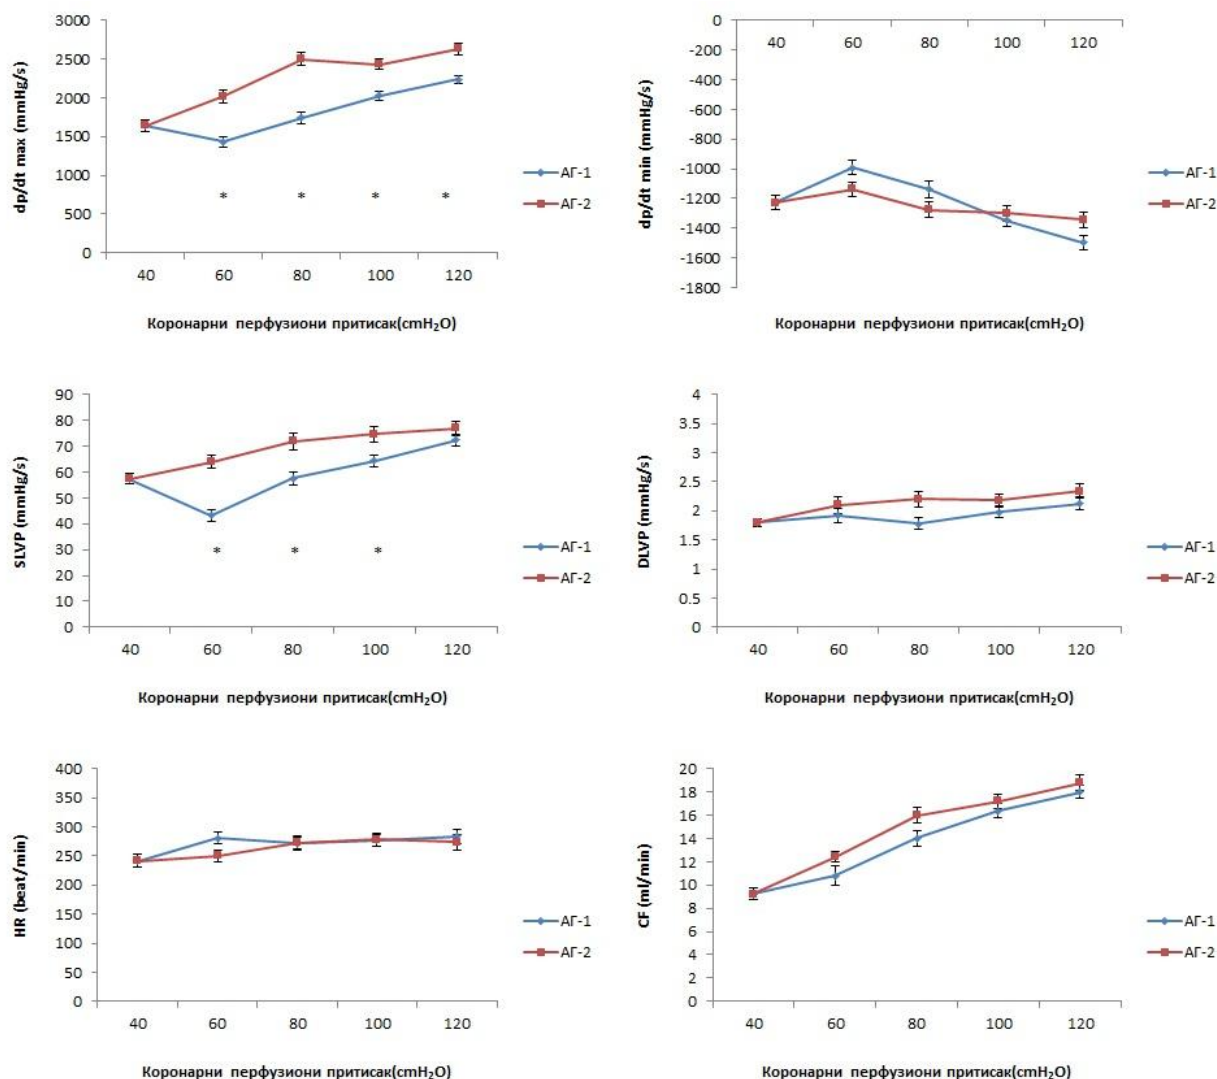 dp/dt max (mmHg/s)
3000
2500
2000
1500
1000
500
0
* * * *
40 60 80 100 120
Коронарни перфузиони притисак(cmH₂O)
АГ-1
АГ-2
dp/dt min (mmHg/s)
0
-200
-400
-600
-800
-1000
-1200
-1400
-1600
-1800
40 60 80 100 120
Коронарни перфузиони притисак(cmH₂O)
АГ-1
АГ-2
SLVP (mmHg/s)
90
80
70
60
50
40
30
20
10
0
* * *
40 60 80 100 120
Коронарни перфузиони притисак(cmH₂O)
АГ-1
АГ-2
DLVP (mmHg/s)
4
3.5
3
2.5
2
1.5
1
0.5
0
40 60 80 100 120
Коронарни перфузиони притисак(cmH₂O)
АГ-1
АГ-2
HR (beat/min)
400
350
300
250
200
150
100
50
0
40 60 80 100 120
Коронарни перфузиони притисак(cmH₂O)
АГ-1
АГ-2
CF (ml/min)
20
18
16
14
12
10
8
6
4
2
0
40 60 80 100 120
Коронарни перфузиони притисак(cmH₂O)
АГ-1
АГ-2